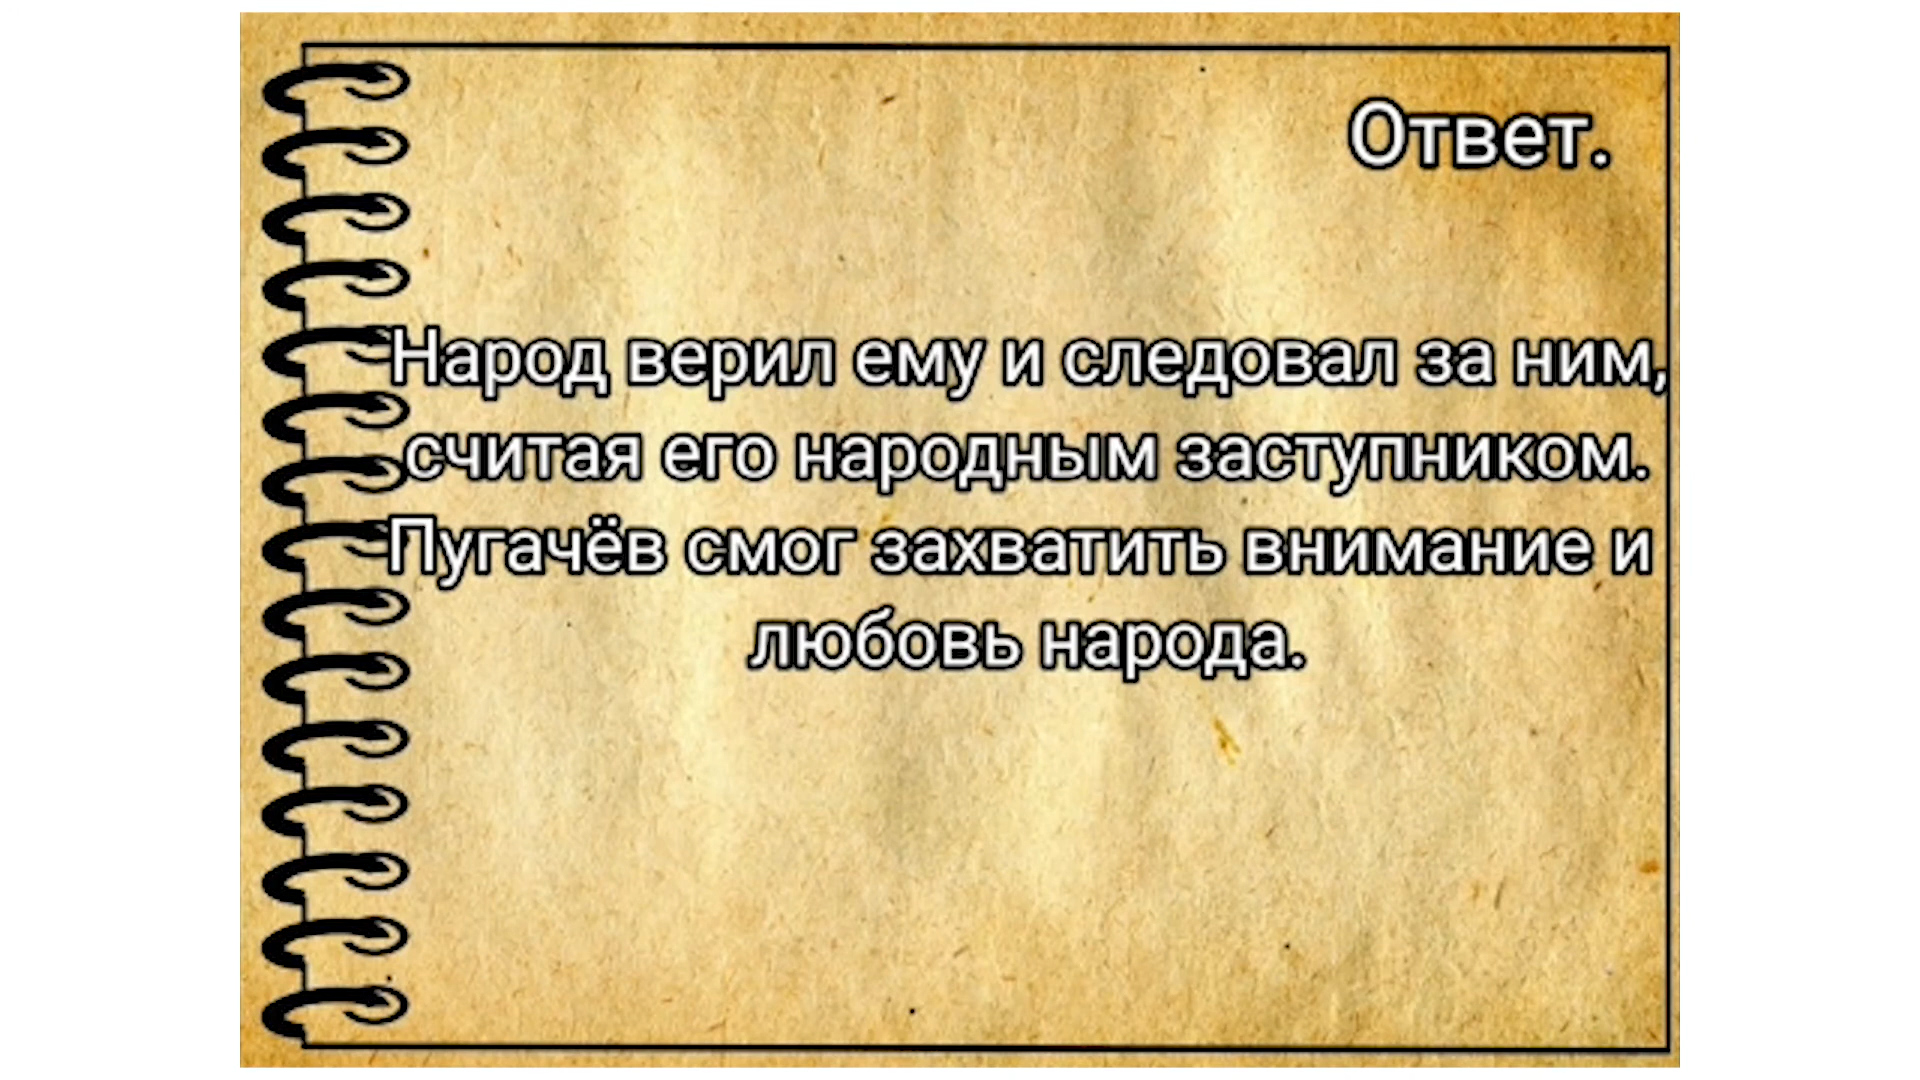 Ответ.
Народ верил ему и следовал за ним,
считая его народным заступником.
Пугачёв смог захватить внимание и
любовь народа.